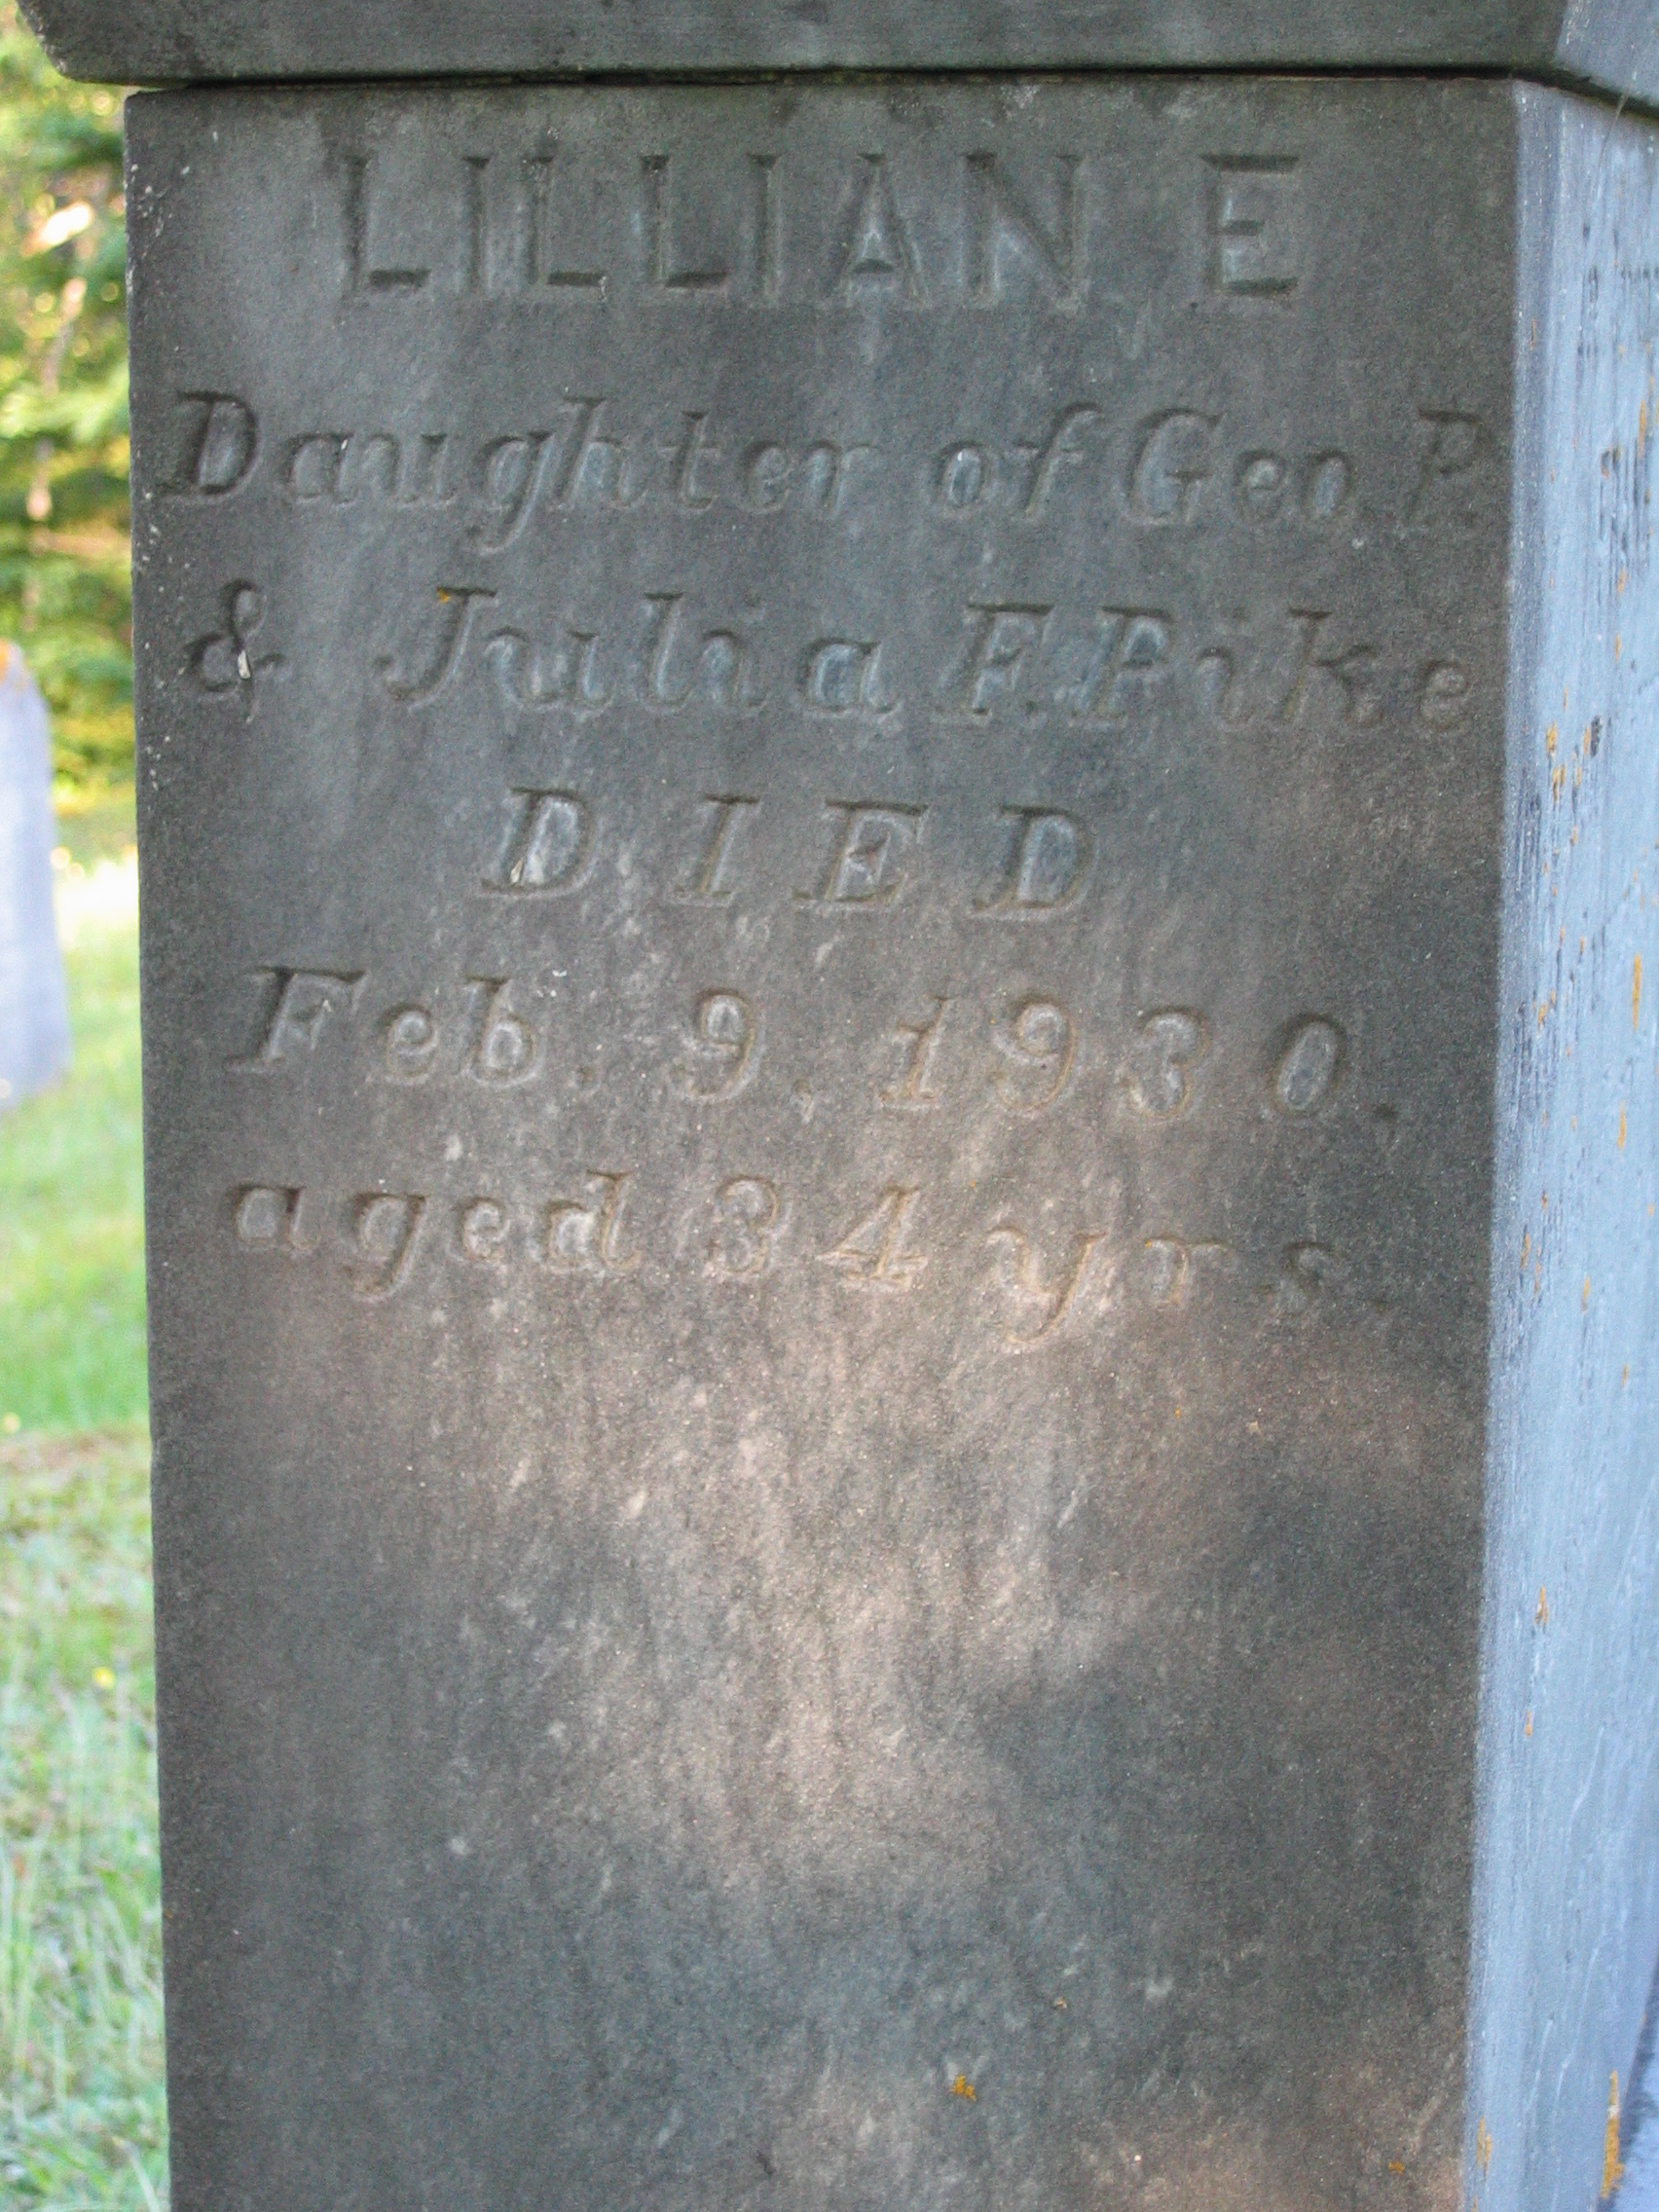 LILLIAN E
Daughter of Geo. P.
& Julia F. Pike
DIED
Feb. 9, 1930.
aged 34 yrs.